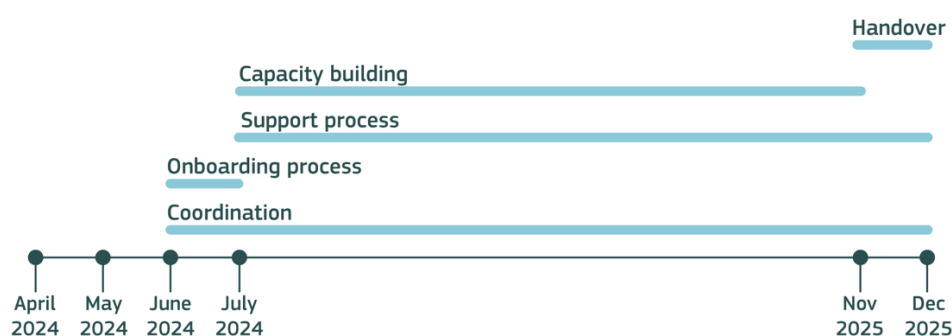 Handover
Capacity building
Support process
Onboarding process
Coordination
April May June July Nov Dec
2024 2024 2024 2024 2025 2025